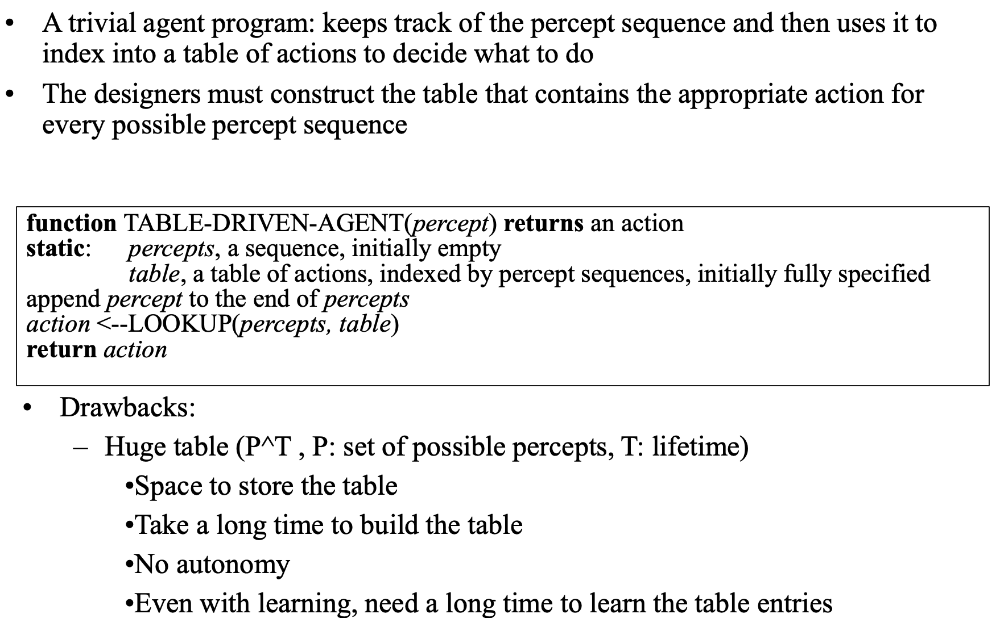 • A trivial agent program: keeps track of the percept sequence and then uses it to
index into a table of actions to decide what to do
• The designers must construct the table that contains the appropriate action for
every possible percept sequence
function TABLE-DRIVEN-AGENT(percept) returns an action
static: percepts, a sequence, initially empty
table, a table of actions, indexed by percept sequences, initially fully specified
append percept to the end of percepts
action <--LOOKUP(percepts, table)
return action
• Drawbacks:
– Huge table (P^T , P: set of possible percepts, T: lifetime)
•Space to store the table
•Take a long time to build the table
•No autonomy
•Even with learning, need a long time to learn the table entries